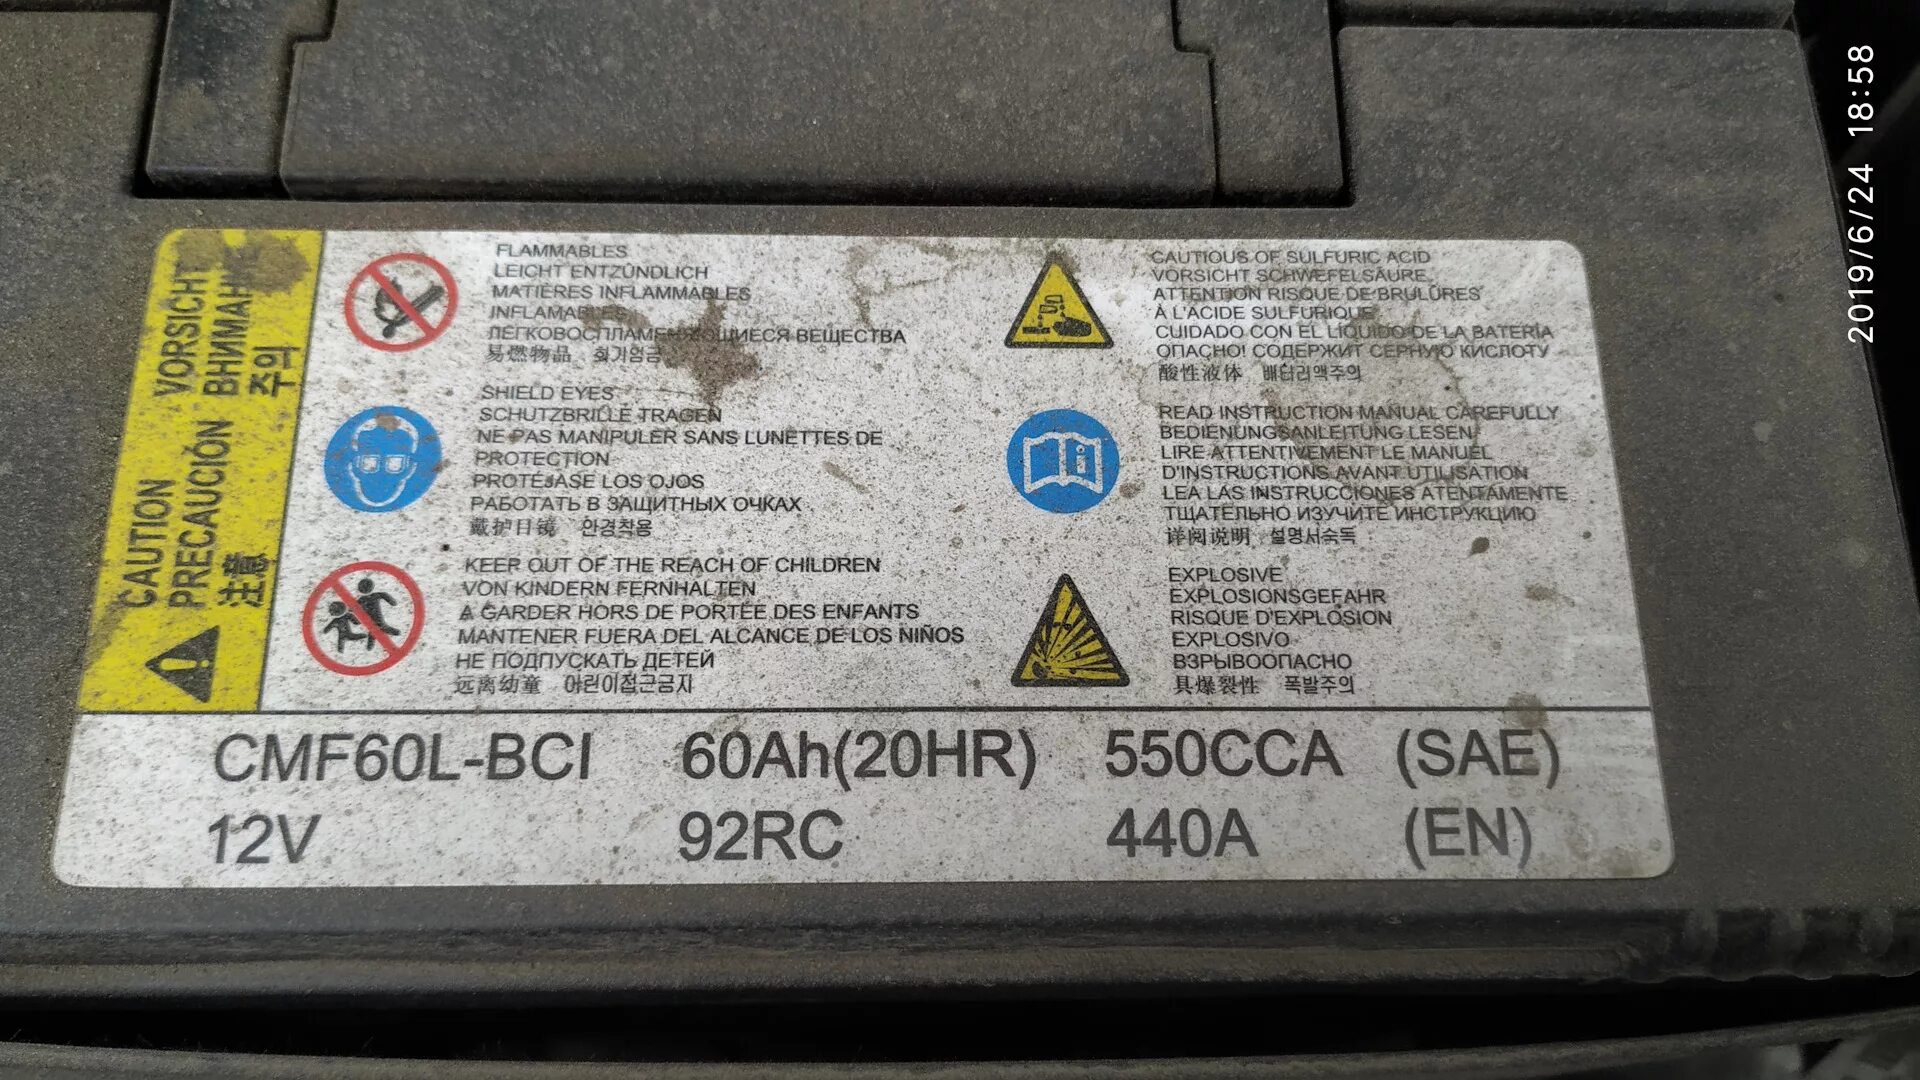 VORSICHT
ВНИМАН
주의
CAUTION
PRECAUCIÓN
注意
FLAMMABLES
LEICHT ENTZÜNDLICH
MATIÈRES INFLAMMABLES
INFLAMABLES
ЛЕГКОВОСПЛАМЕНЯЮЩИЕСЯ ВЕЩЕСТВА
易燃物品 화기엄금
SHIELD EYES
SCHUTZBRILLE TRAGEN
NE PAS MANIPULER SANS LUNETTES DE
PROTECTION
PROTEJASE LOS OJOS
РАБОТАТЬ В ЗАЩИТНЫХ ОЧКАХ
戴护目镜 안경착용
KEEP OUT OF THE REACH OF CHILDREN
VON KINDERN FERNHALTEN
A GARDER HORS DE PORTÉE DES ENFANTS
MANTENER FUERA DEL ALCANCE DE LOS NIÑOS
НЕ ПОДПУСКАТЬ ДЕТЕЙ
远离幼童 어린이접근금지
CAUTIOUS OF SULFURIC ACID
VORSICHT SCHWEFELSÄURE
ATTENTION RISQUE DE BRULÛRES
À L'ACIDE SULFURIQUE
CUIDADO CON EL LÍQUIDO DE LA BATERÍA
ОПАСНО! СОДЕРЖИТ СЕРНУЮ КИСЛОТУ
酸性液体 배터리액주의
READ INSTRUCTION MANUAL CAREFULLY
BEDIENUNGSANLEITUNG LESEN
LIRE ATTENTIVEMENT LE MANUEL
D'INSTRUCTIONS AVANT UTILISATION
LEA LAS INSTRUCCIONES ATENTAMENTE
ТЩАТЕЛЬНО ИЗУЧИТЕ ИНСТРУКЦИЮ
详阅说明 설명서숙독
EXPLOSIVE
EXPLOSIONSGEFAHR
RISQUE D'EXPLOSION
EXPLOSIVO
ВЗРЫВООПАСНО
具爆裂性 폭발주의
CMF60L-BCI 60Ah(20HR) 550CCA (SAE)
12V 92RC 440A (EN)
2019/6/24 18:58